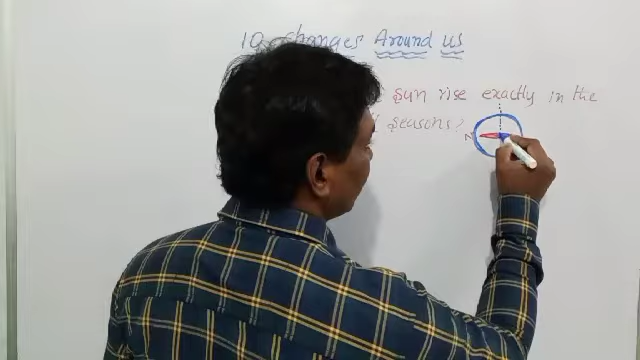 10. changes Around us
Sun rise exactly in the
seasons?
N